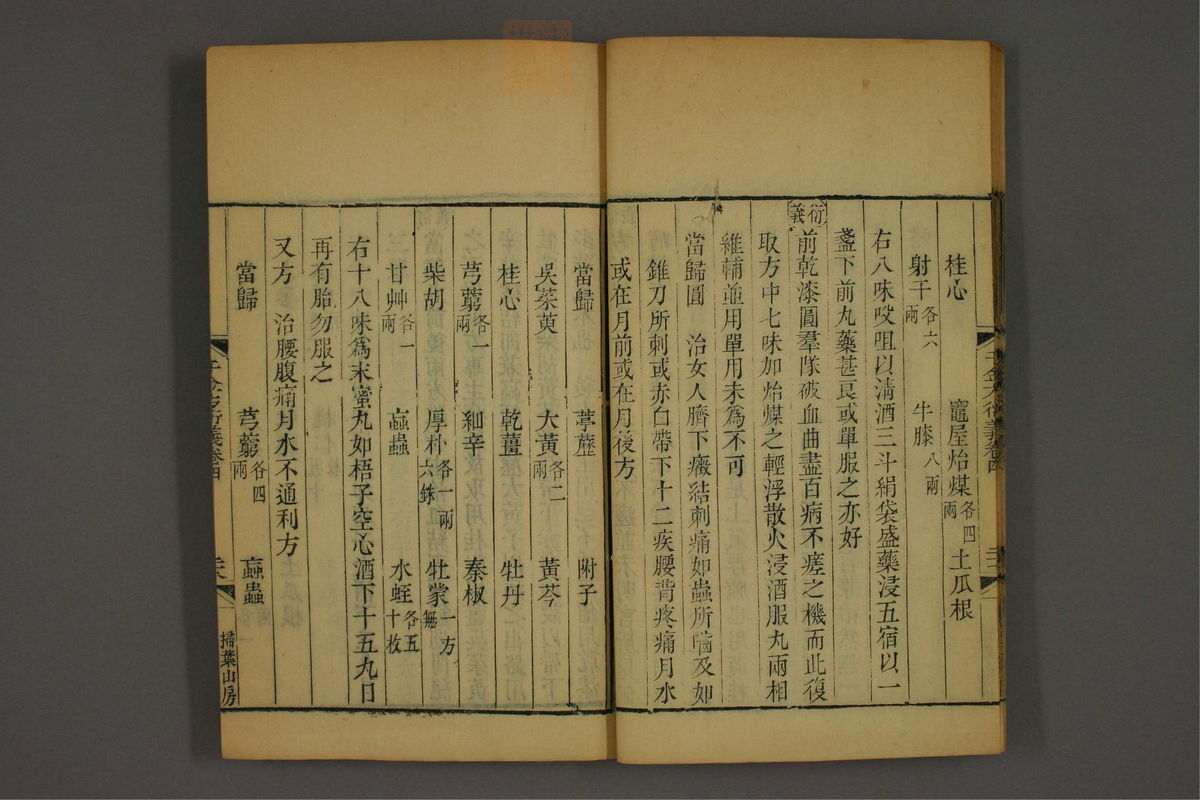 桂心 竈屋炲煤各四兩 土瓜根
射干各六兩 牛膝八兩
右八味㕮咀以淸酒三斗絹袋盛藥浸五宿以一
盞下前丸藥甚良或單服之亦好
衍義
前乾漆圓羣隊破血曲盡百病不瘥之機而此復
取方中七味加炲煤之輕浮散火浸酒服丸兩相
維輔並用單用未爲不可
當歸圓 治女人臍下癥結刺痛如蟲所嚙及如
錐刀所刺或赤白帶下十二疾腰背疼痛月水
或在月前或在月後方
當歸 葶藶 附子
吳茱萸 大黃各二兩 黃芩
桂心 乾薑 牡丹
芎藭各一兩 細辛 秦椒
柴胡 厚朴各一兩六銖 牡蒙一方無
甘艸各一兩 䖟蟲 水蛭各五十枚
右十八味爲末蜜丸如梧子空心酒下十五丸日
再有胎勿服之
又方 治腰腹痛月水不通利方
當歸 芎藭各四兩 䖟蟲
千金方衍義卷四
掃葉山房